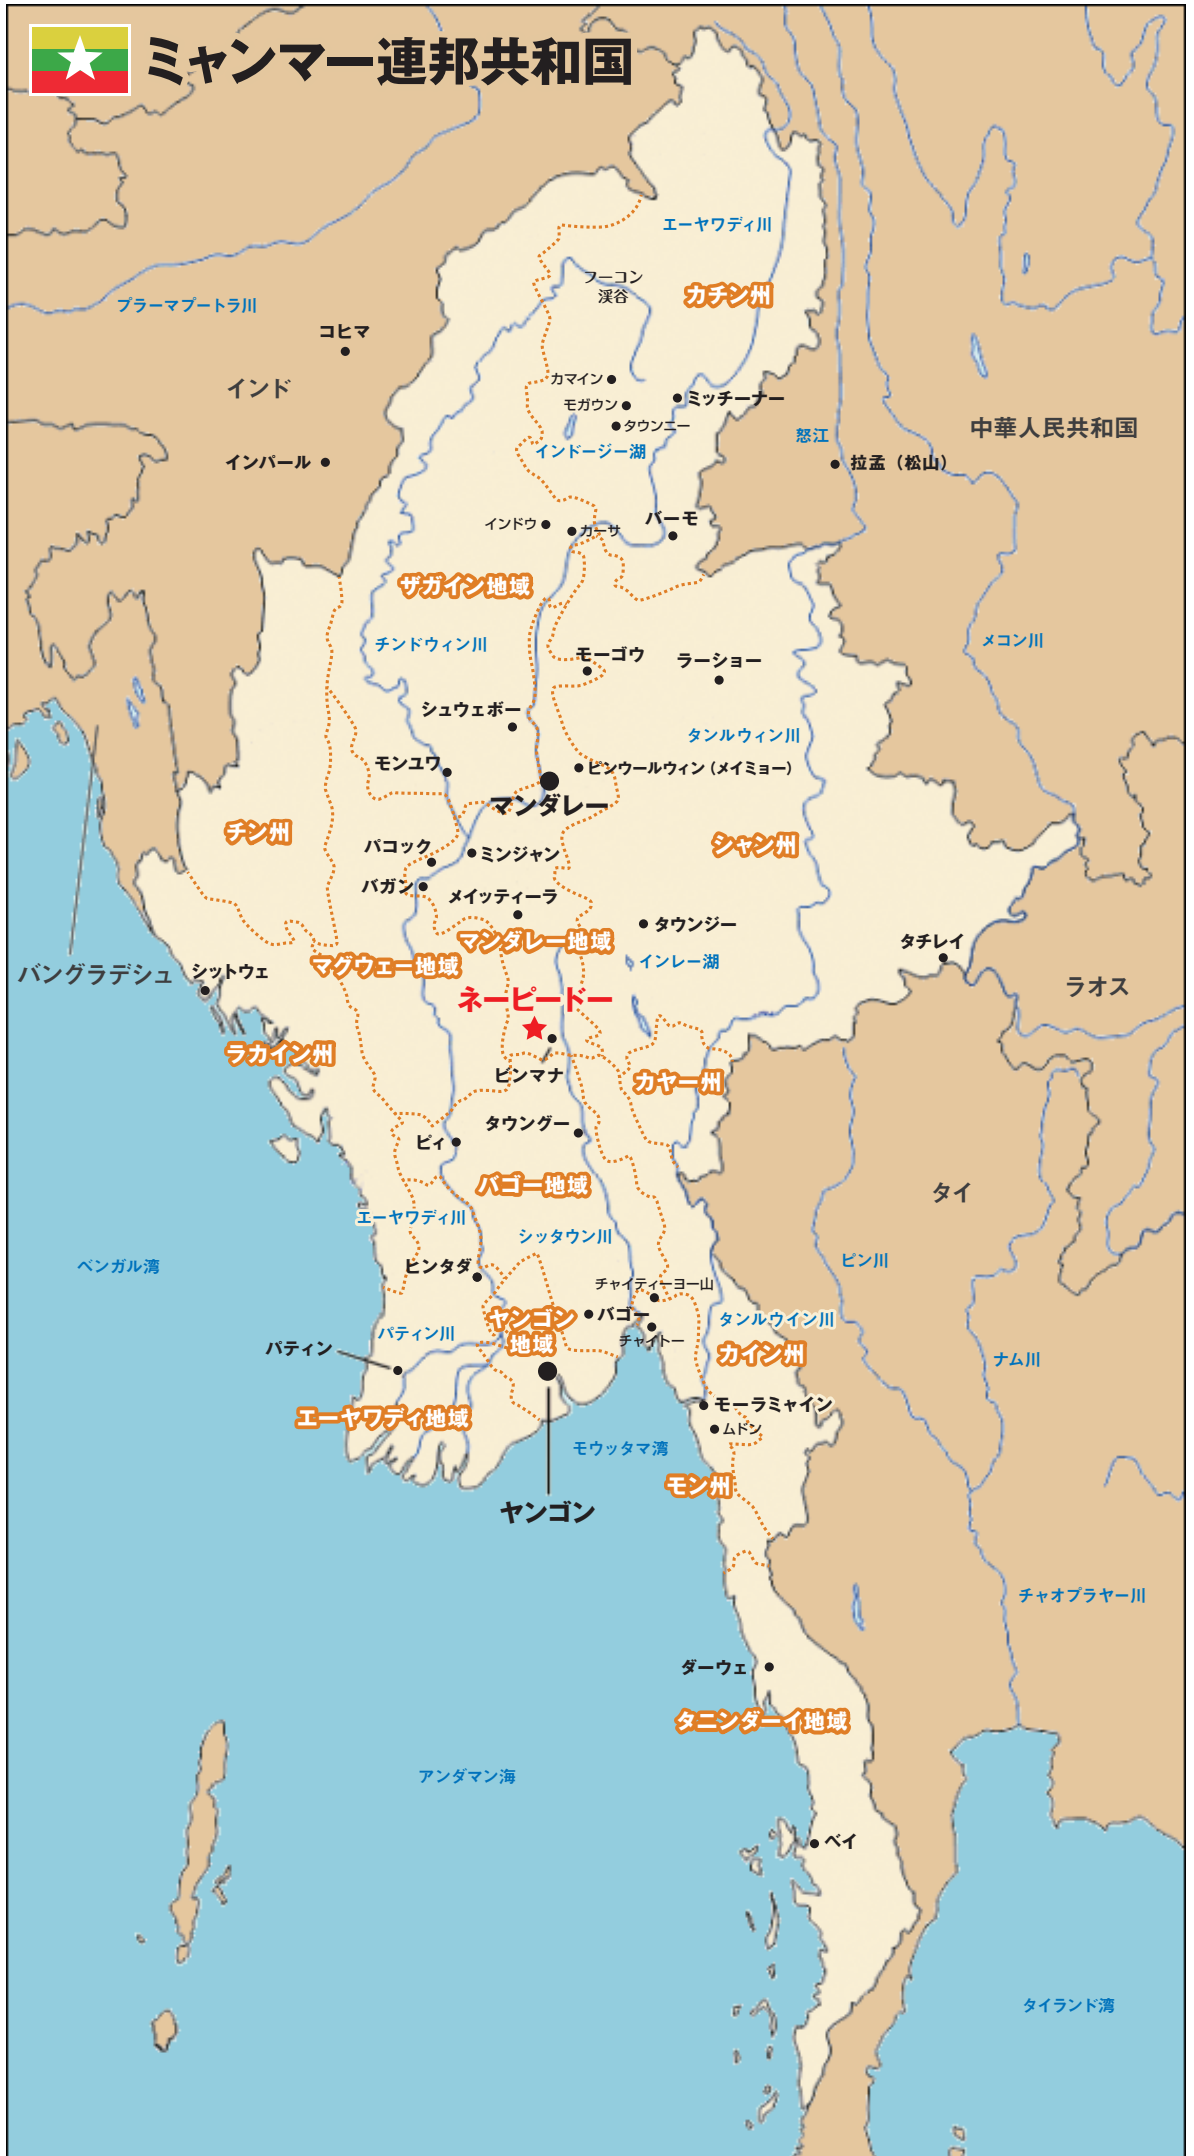 ミャンマー連邦共和国
エーヤワディ川
フーコン
渓谷
カチン州
プラーマプートラ川
コヒマ
インド
カマイン
モガウン
ミッチーナー
タウンニー
中華人民共和国
怒江
インドージー湖
インパール
拉孟（松山）
バーモ
インドウ
カーサ
ザガイン地域
チンドウィン川
モーゴウ
ラーショー
メコン川
シュウェボー
タンルウィン川
モンユワ
ピンウールウィン（メイミョー）
マンダレー
チン州
パコック
ミンジャン
シャン州
バガン
メイッティーラ
タウンジー
マンダレー地域
タチレイ
マグウェー地域
インレー湖
バングラデシュ
シットウェ
ラオス
ネーピードー
ラカイン州
ピンマナ
カヤー州
タウングー
ピィ
バゴー地域
タイ
エーヤワディ川
シッタウン川
ベンガル湾
ヒンタダ
ピン川
チャイティーヨー山
バゴー
ヤンゴン
地域
タンルウイン川
パティン川
チャイトー
パティン
カイン州
ナム川
エーヤワディ地域
モーラミャイン
ムドン
モウッタマ湾
モン州
ヤンゴン
チャオプラヤー川
ダーウェ
タニンダーイ地域
アンダマン海
ベイ
タイランド湾